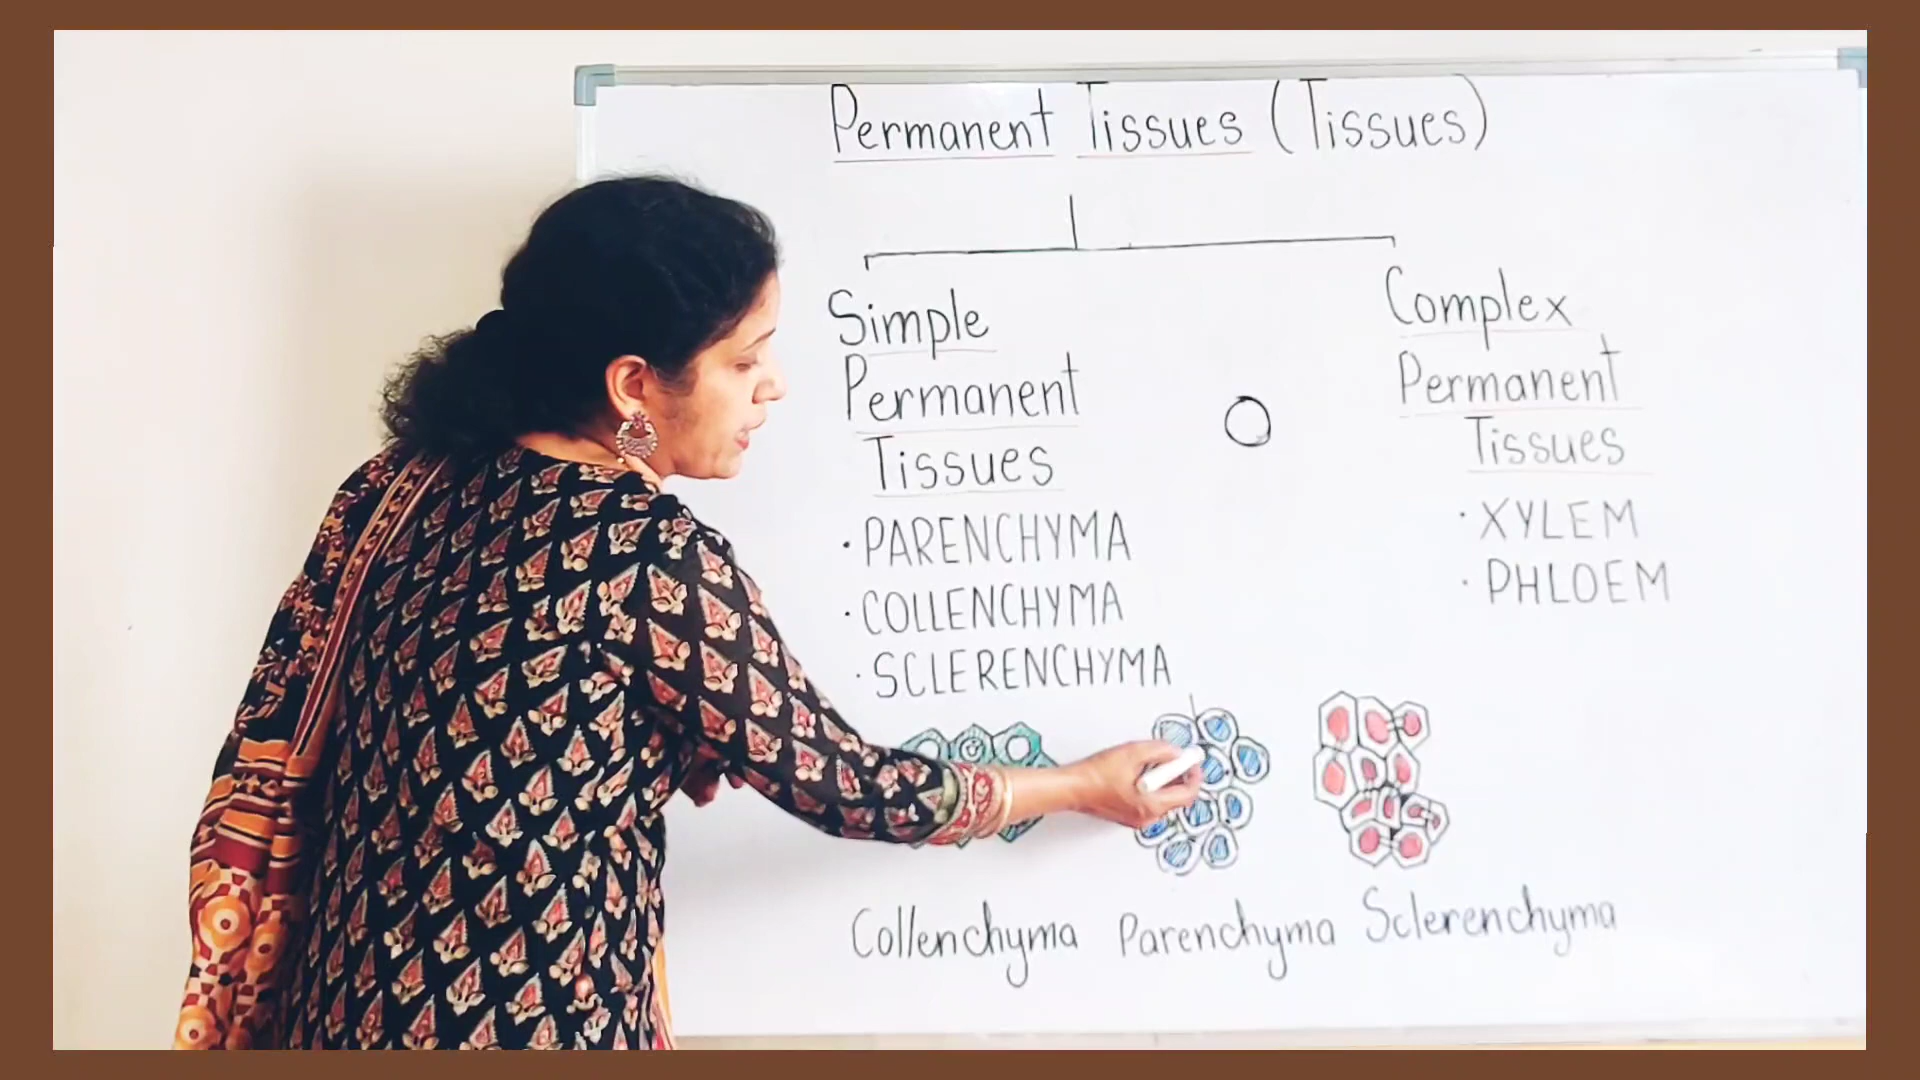 Permanent Tissues (Tissues)
Simple
Permanent
Tissues
· PARENCHYMA
· COLLENCHYMA
· SCLERENCHYMA
Complex
Permanent
Tissues
· XYLEM
· PHLOEM
Collenchyma Parenchyma Sclerenchyma